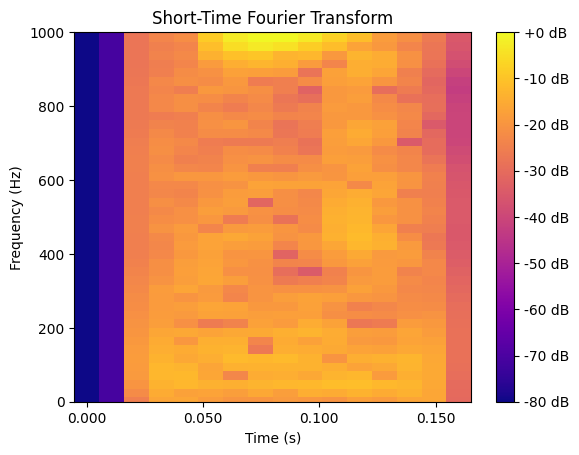 Short-Time Fourier Transform
1000
800
600
400
200
0
Frequency (Hz)
0.000
0.050
0.100
0.150
Time (s)
+0 dB
-10 dB
-20 dB
-30 dB
-40 dB
-50 dB
-60 dB
-70 dB
-80 dB